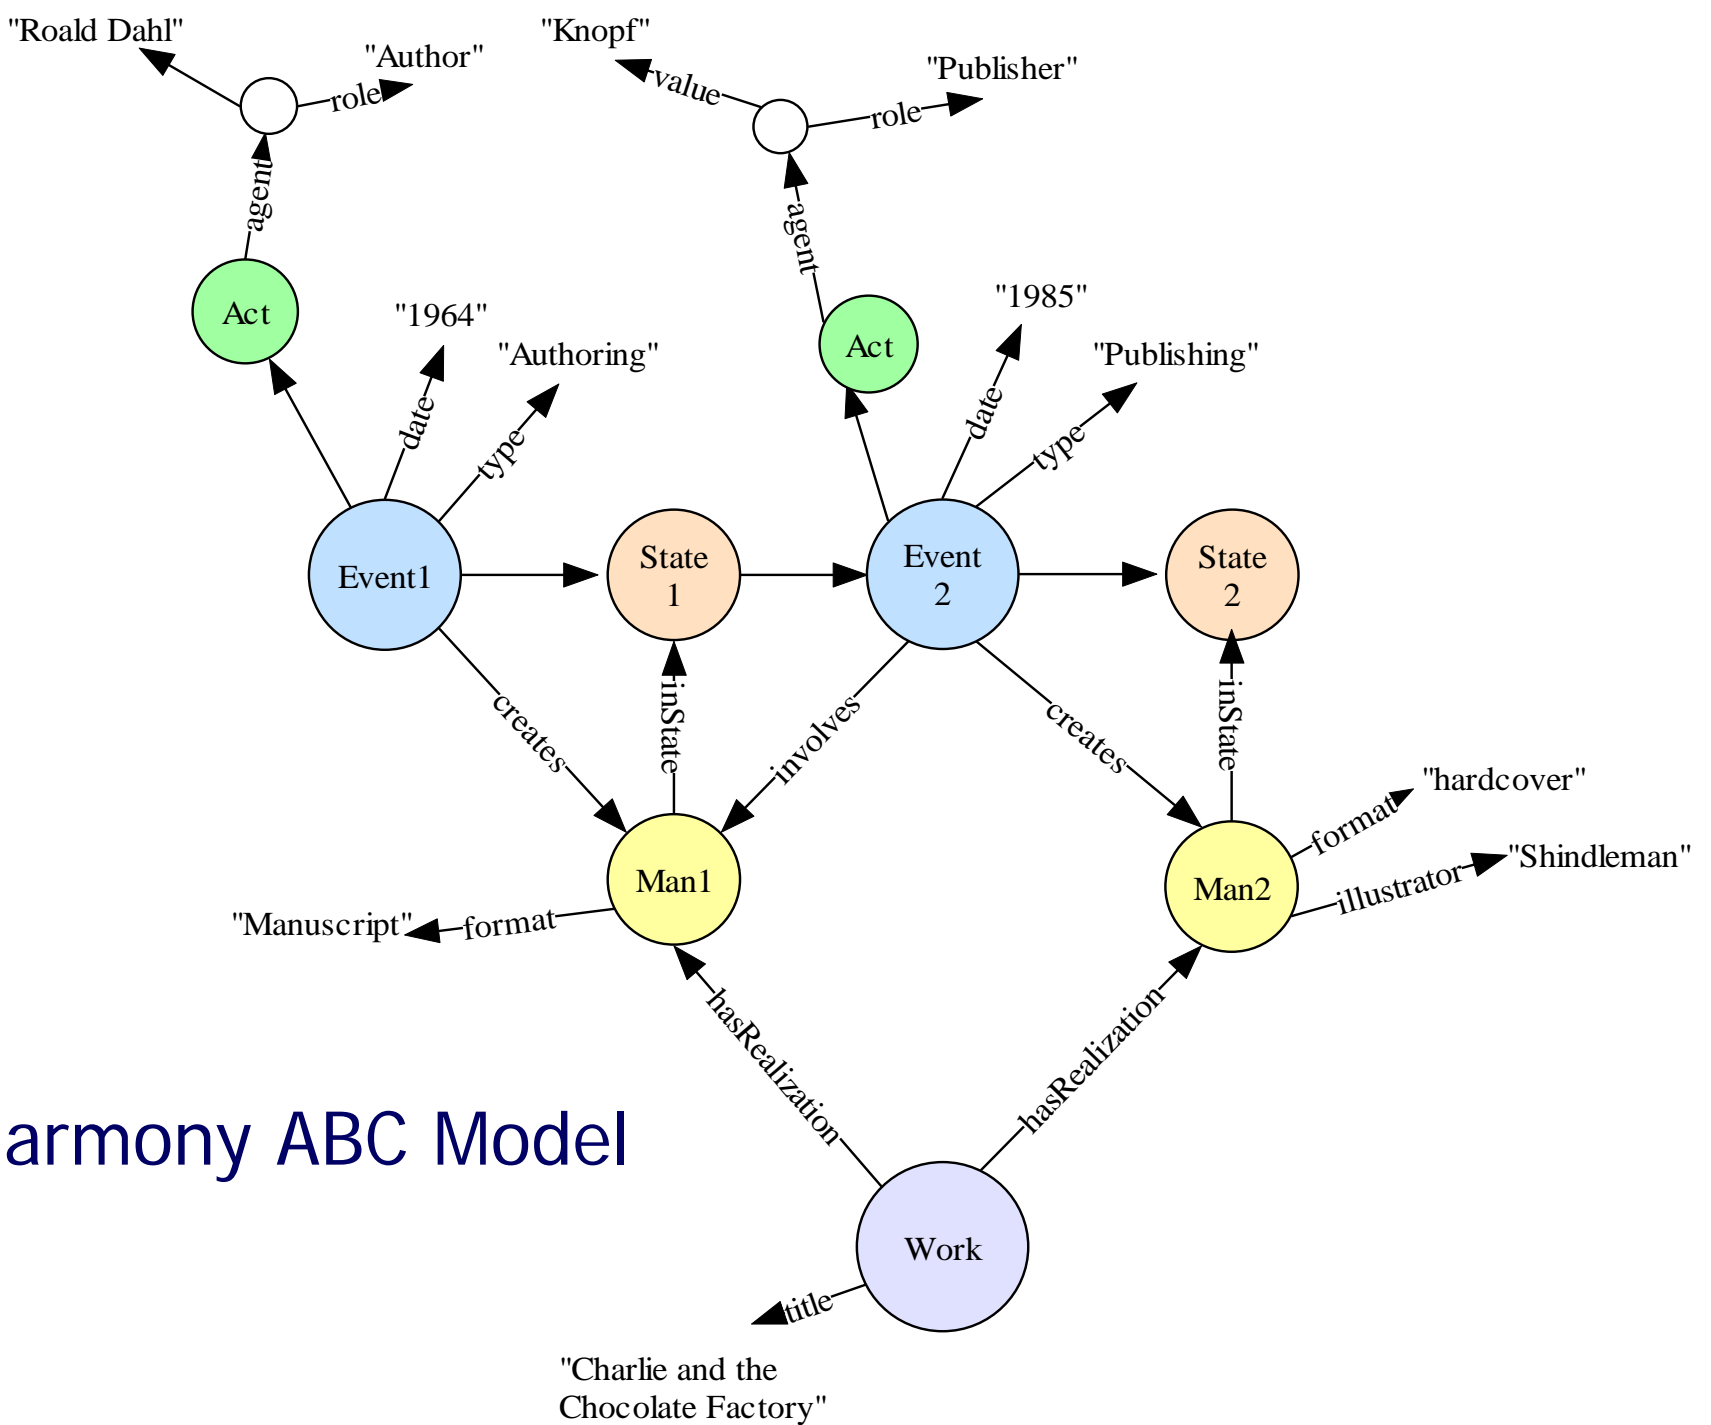 "Roald Dahl"
"Author"
role
agent
Act
"Knopf"
value
"Publisher"
role
agent
Act
"1964"
"Authoring"
date
type
"1985"
"Publishing"
date
type
Event1
State
1
Event
2
State
2
creates
inState
involves
creates
inState
"hardcover"
format
"Shindleman"
illustrator
Man1
Man2
"Manuscript"
format
hasRealization
hasRealization
armony ABC Model
Work
title
"Charlie and the
Chocolate Factory"